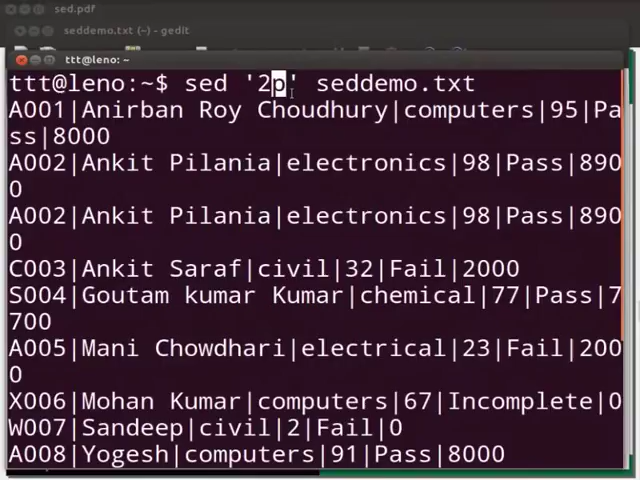 sed.pdf
seddemo.txt (~) - gedit
ttt@leno: ~
ttt@leno:~$ sed '2p' seddemo.txt
A001|Anirban Roy Choudhury|computers|95|Pa
ss|8000
A002|Ankit Pilania|electronics|98|Pass|890
0
A002|Ankit Pilania|electronics|98|Pass|890
0
C003|Ankit Saraf|civil|32|Fail|2000
S004|Goutam kumar Kumar|chemical|77|Pass|7
700
A005|Mani Chowdhari|electrical|23|Fail|200
0
X006|Mohan Kumar|computers|67|Incomplete|0
W007|Sandeep|civil|2|Fail|0
A008|Yogesh|computers|91|Pass|8000